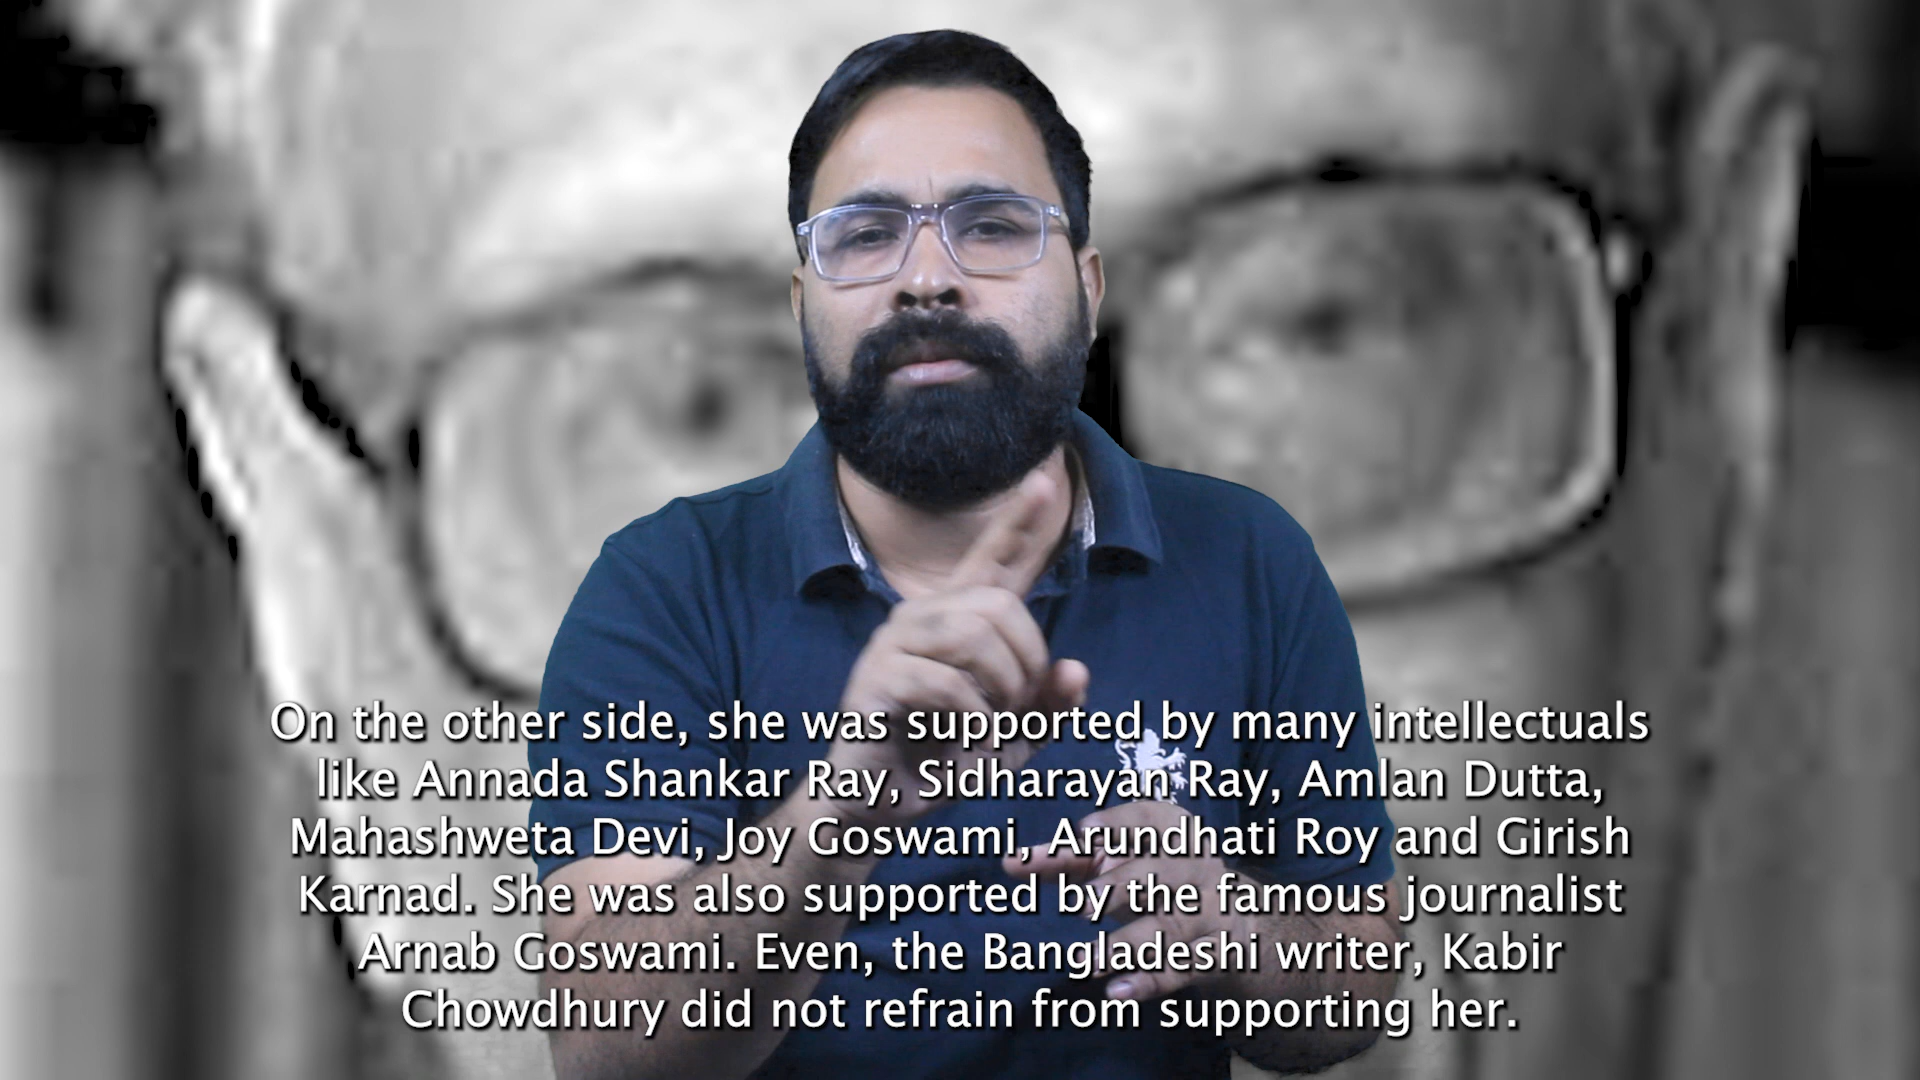 On the other side, she was supported by many intellectuals
like Annada Shankar Ray, Sidharayan Ray, Amlan Dutta,
Mahashweta Devi, Joy Goswami, Arundhati Roy and Girish
Karnad. She was also supported by the famous journalist
Arnab Goswami. Even, the Bangladeshi writer, Kabir
Chowdhury did not refrain from supporting her.